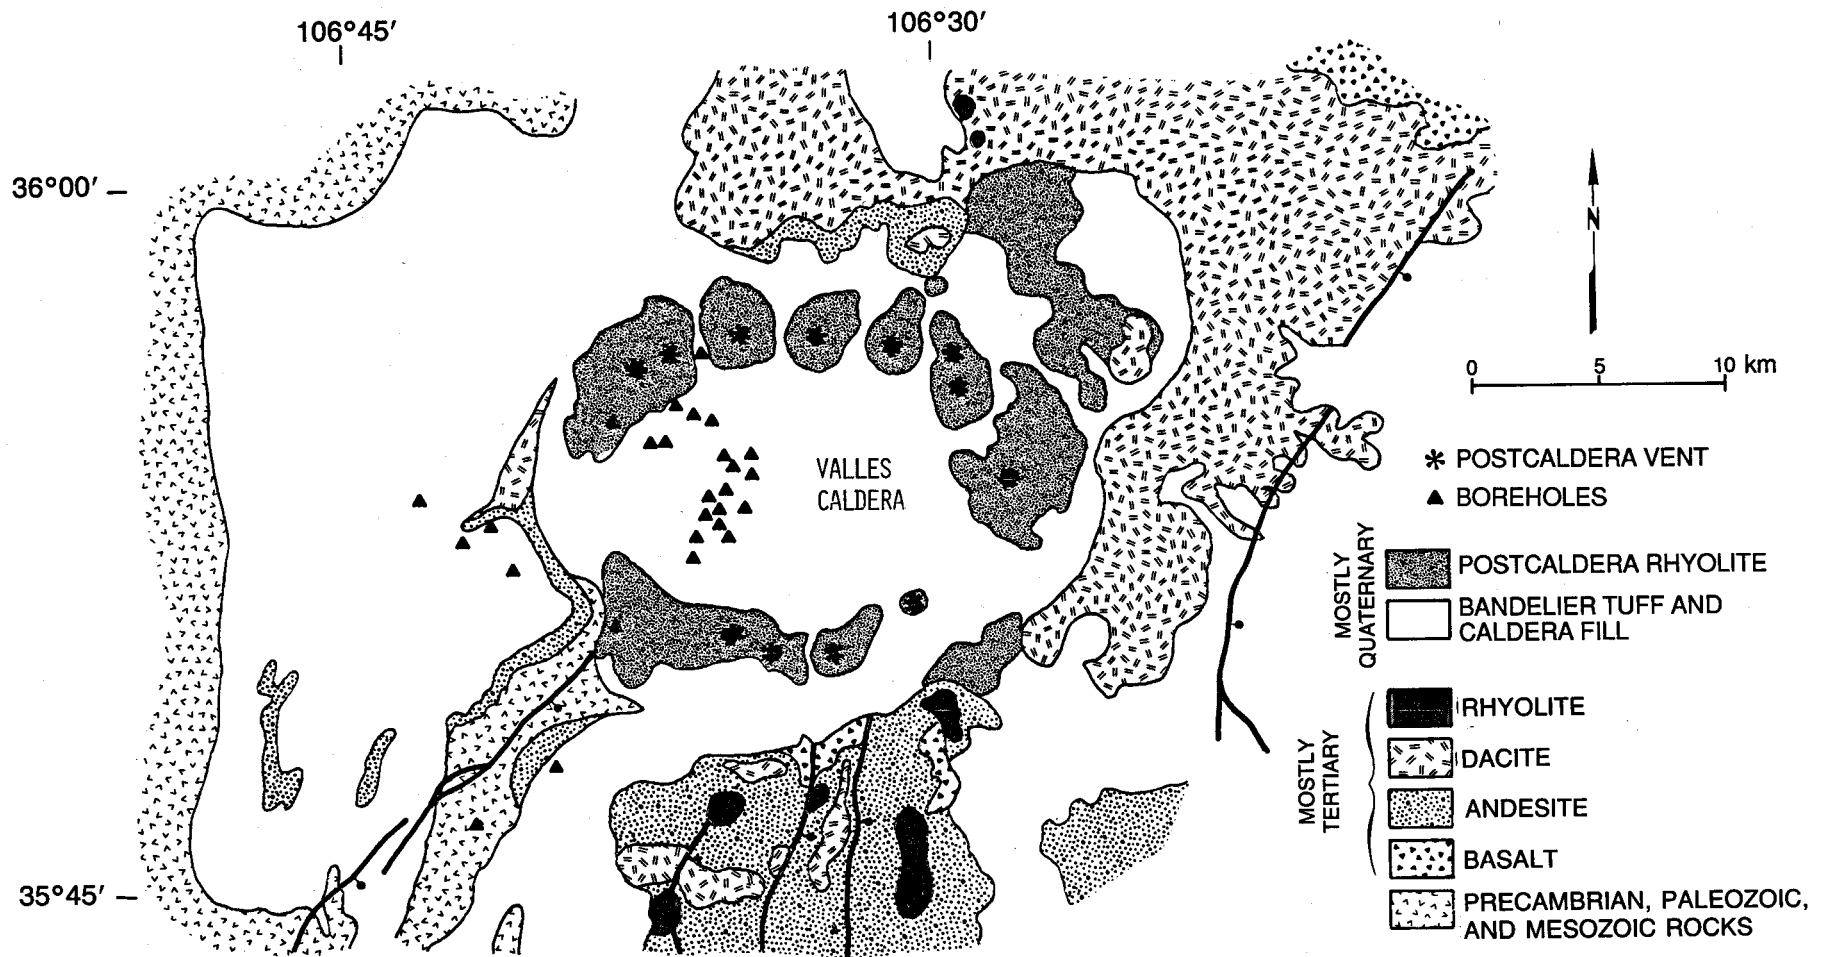 106°45′
106°30′
36°00′
N
0 5 10 km
VALLES
CALDERA
POSTCALDERA VENT
BOREHOLES
MOSTLY
QUATERNARY
POSTCALDERA RHYOLITE
BANDELIER TUFF AND
CALDERA FILL
MOSTLY
TERTIARY
RHYOLITE
DACITE
ANDESITE
BASALT
35°45′
PRECAMBRIAN, PALEOZOIC,
AND MESOZOIC ROCKS